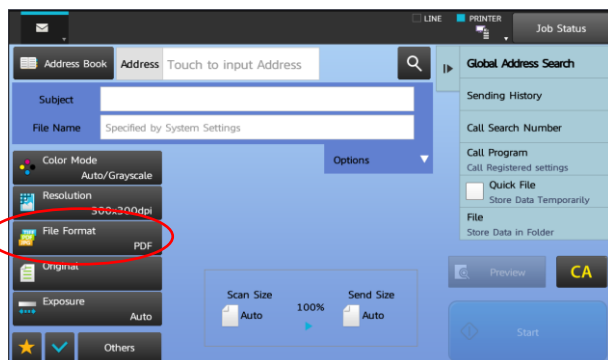 LINE
PRINTER
Job Status
Address Book
Address
Touch to input Address
Global Address Search
Subject
Sending History
File Name
Specified by System Settings
Call Search Number
Color Mode
Auto/Grayscale
Options
Call Program
Call Registered settings
Resolution
300x300dpi
Quick File
Store Data Temporarily
File Format
PDF
File
Store Data in Folder
Original
Preview
CA
Exposure
Auto
Scan Size
Auto
100%
Send Size
Auto
Start
Others